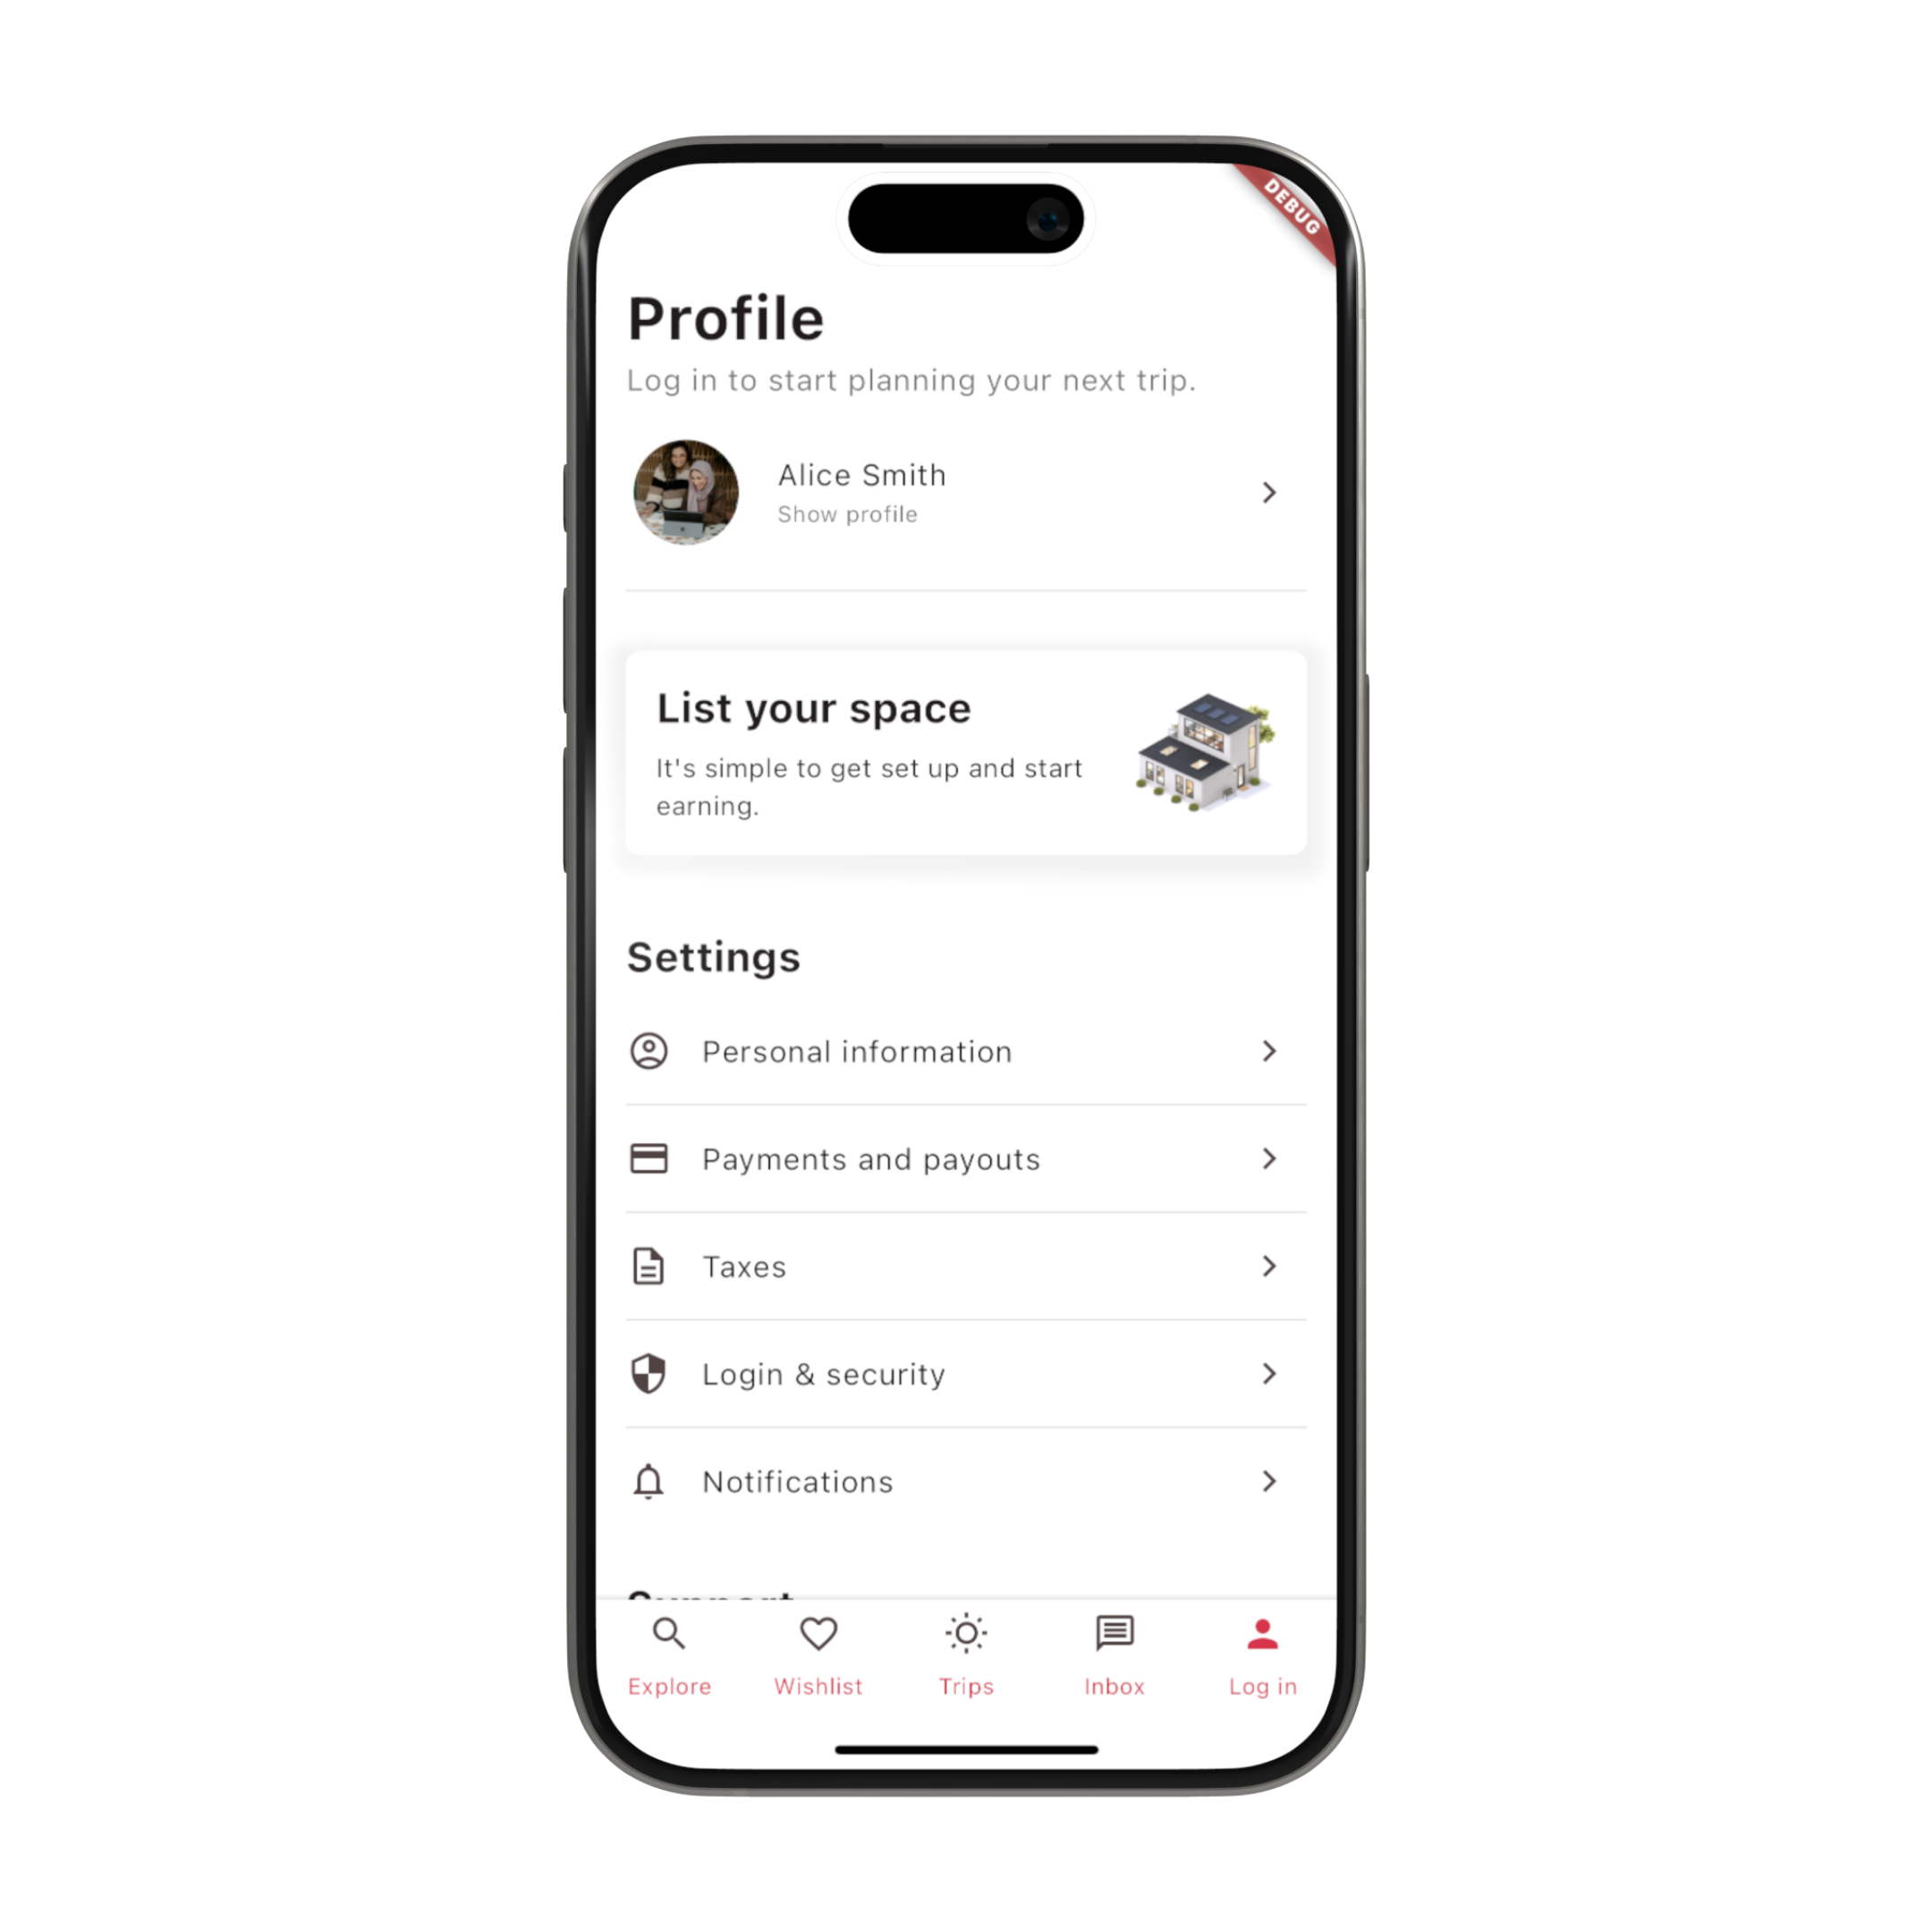 DEBUG
Profile
Log in to start planning your next trip.
Alice Smith
Show profile
List your space
It's simple to get set up and start
earning.
Settings
Personal information
Payments and payouts
Taxes
Login & security
Notifications
Support
Explore
Wishlist
Trips
Inbox
Log in